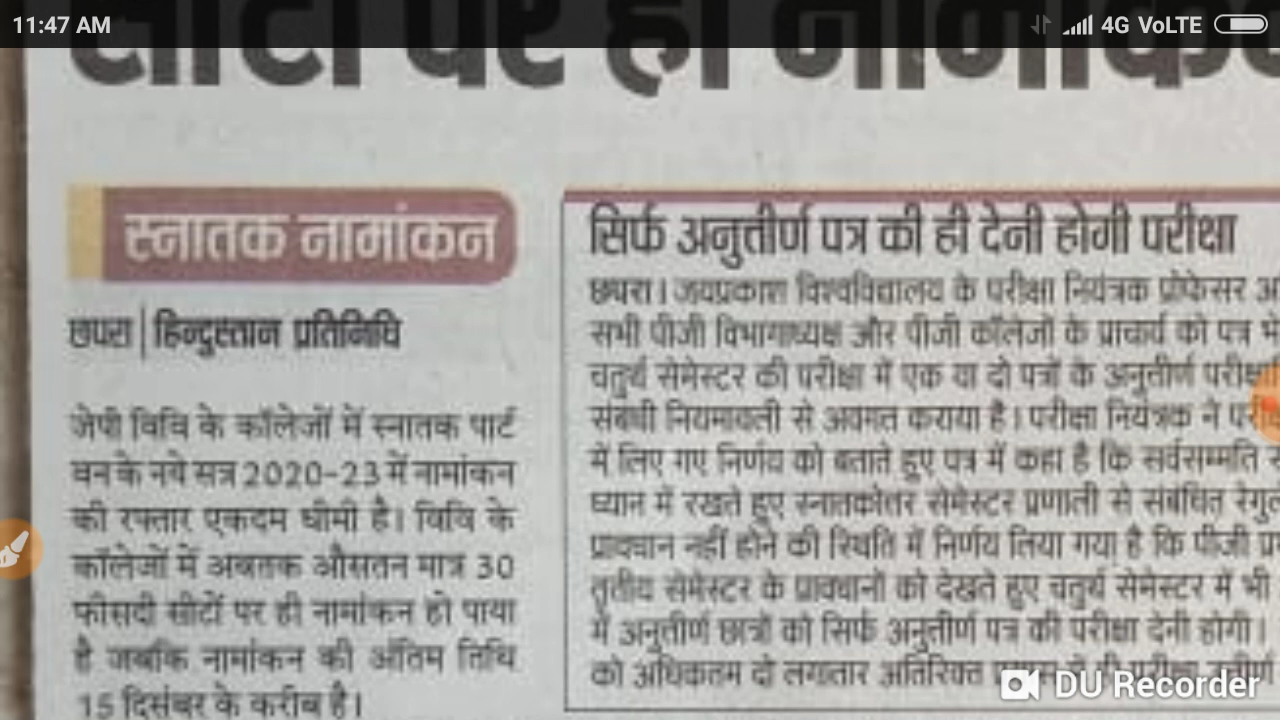 11:47 AM
4G VoLTE
सीटों पर ही नामांकन
स्नातक नामांकन
छपरा | हिन्दुस्तान प्रतिनिधि
जेपी विवि के कॉलेजों में स्नातक पार्ट
वन के नये सत्र 2020-23 में नामांकन
की रफ्तार एकदम धीमी है। विवि के
कॉलेजों में अबतक औसतन मात्र 30
फीसदी सीटों पर ही नामांकन हो पाया
है जबकि नामांकन की अंतिम तिथि
15 दिसंबर के करीब है।
सिर्फ अनुत्तीर्ण पत्र की ही देनी होगी परीक्षा
छपरा। जयप्रकाश विश्वविद्यालय के परीक्षा नियंत्रक प्रोफेसर
सभी पीजी विभागाध्यक्ष और पीजी कॉलेजों के प्राचार्य को पत्र
चतुर्थ सेमेस्टर की परीक्षा में एक या दो पत्रों के अनुत्तीर्ण
संबंधी नियमावली से अवगत कराया है। परीक्षा नियंत्रक ने
में लिए गए निर्णय को बताते हुए पत्र में कहा है कि सर्वसम्मति
ध्यान में रखते हुए स्नातकोत्तर सेमेस्टर प्रणाली से संबंधित
प्रावधान नहीं होने की स्थिति में निर्णय लिया गया है कि पीजी
तृतीय सेमेस्टर के प्रावधानों को देखते हुए चतुर्थ सेमेस्टर में भी
में अनुत्तीर्ण छात्रों को सिर्फ अनुत्तीर्ण पत्र की परीक्षा देनी होगी।
को अधिकतम दो लगातार अतिरिक्त
DU Recorder